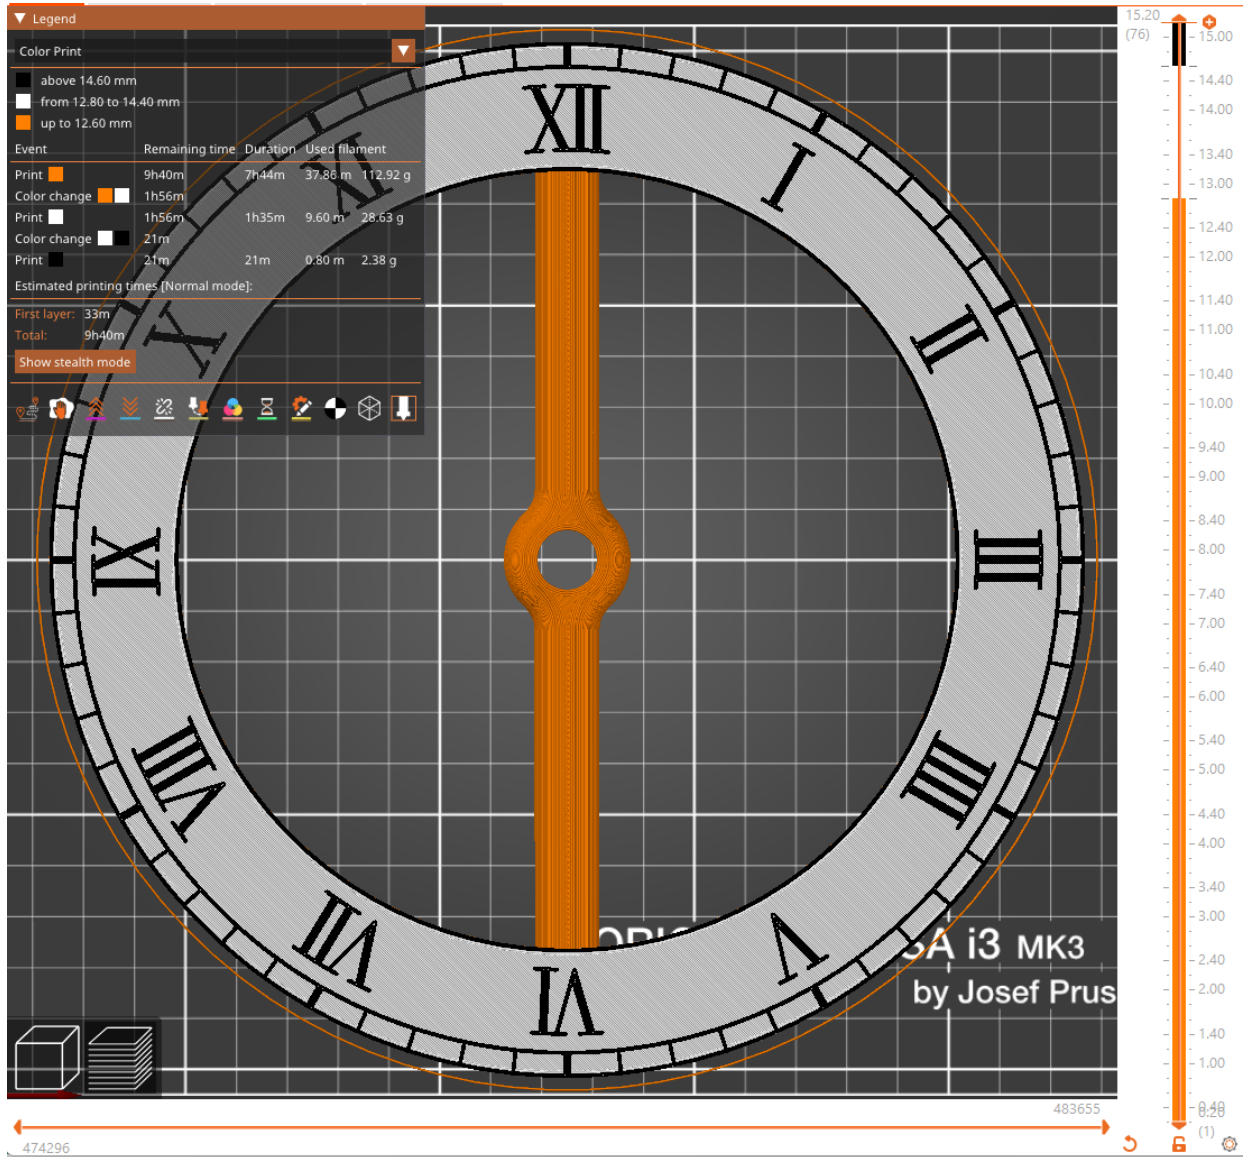 Legend
Color Print
above 14.60 mm
from 12.80 to 14.40 mm
up to 12.60 mm
Event Remaining time Duration Used filament
Print 9h40m 7h44m 37.86 m 112.92 g
Color change 1h56m
Print 1h56m 1h35m 9.60 m 28.63 g
Color change 21m
Print 21m 21m 0.80 m 2.38 g
Estimated printing times [Normal mode]:
First layer: 33m
Total: 9h40m
Show stealth mode
XII
I
II
III
IIII
V
VI
VII
VIII
IX
X
XI
SA i3 MK3
by Josef Prus
15.20
(76)
15.00
14.40
14.00
13.40
13.00
12.40
12.00
11.40
11.00
10.40
10.00
9.40
9.00
8.40
8.00
7.40
7.00
6.40
6.00
5.40
5.00
4.40
4.00
3.40
3.00
2.40
2.00
1.40
1.00
0.40
0.20
(1)
483655
474296